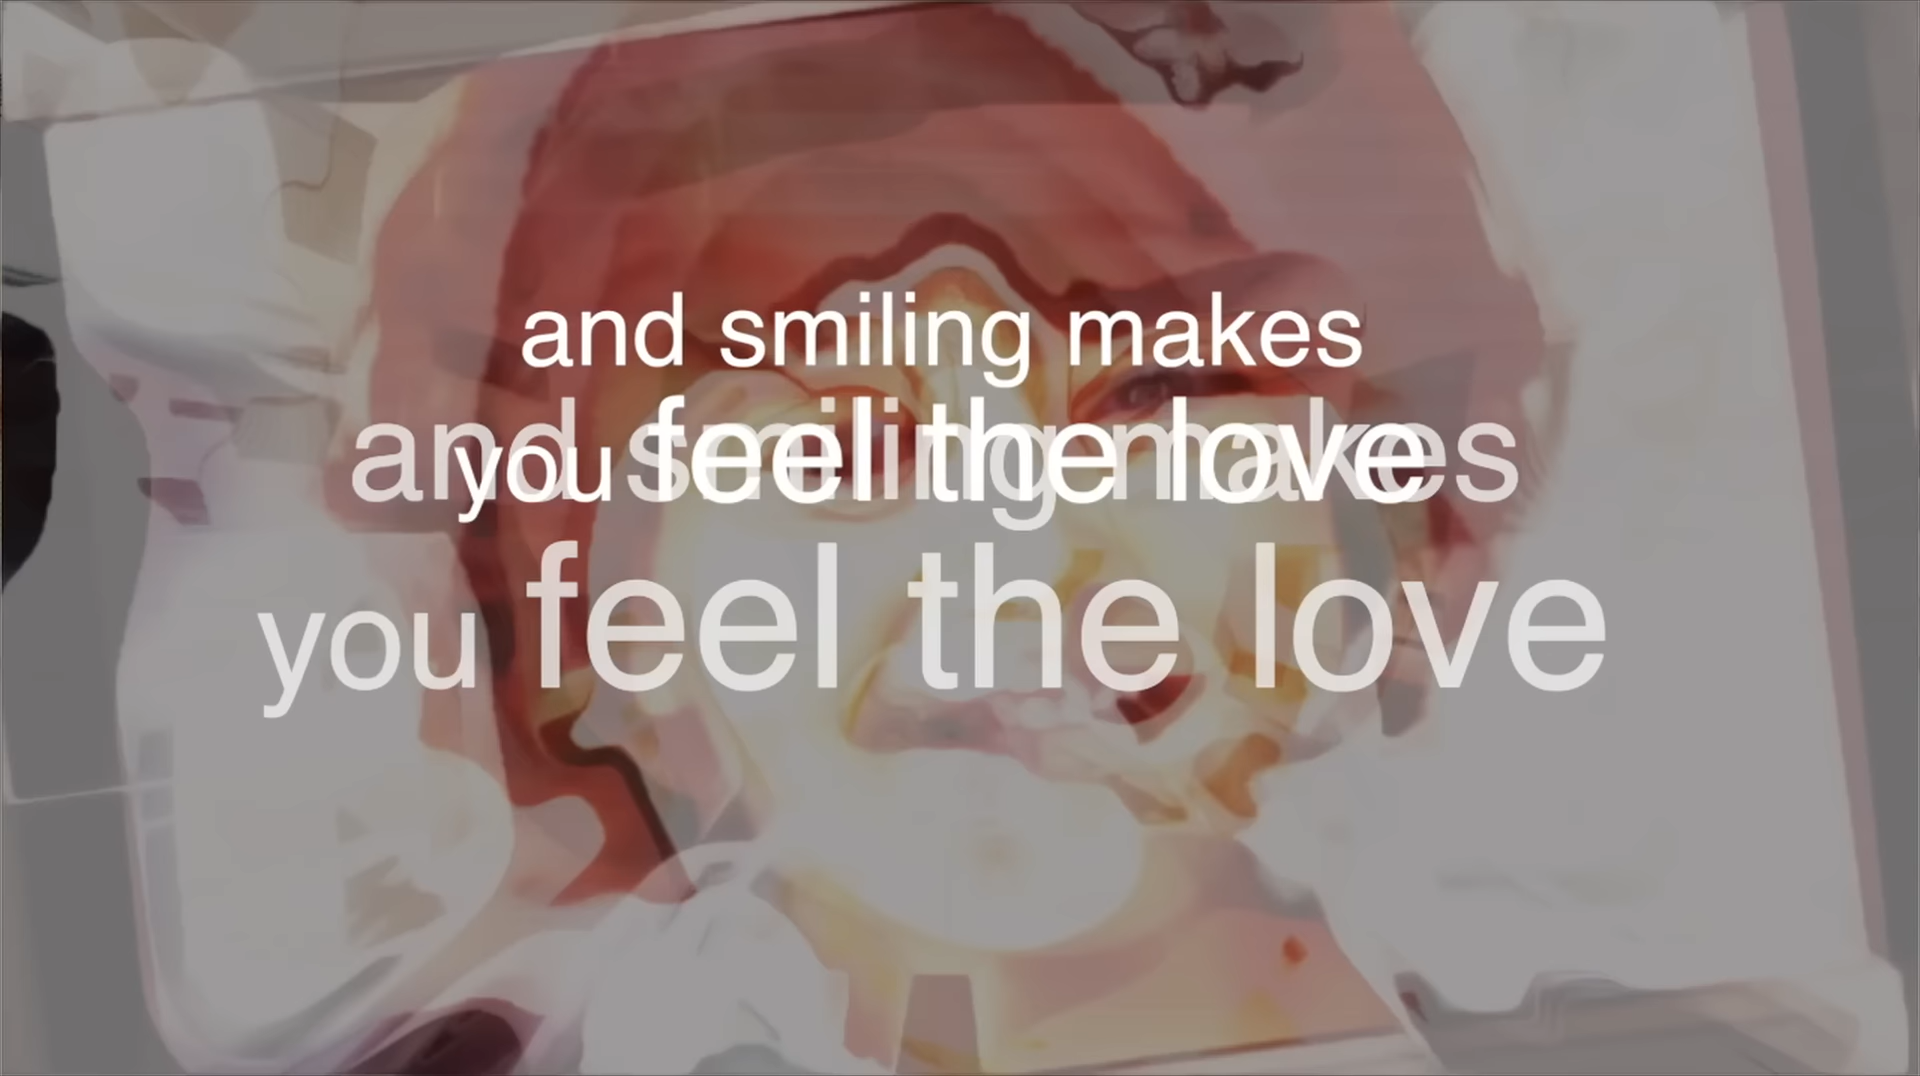 and smiling makes
you feel the love
and smiling makes
you feel the love